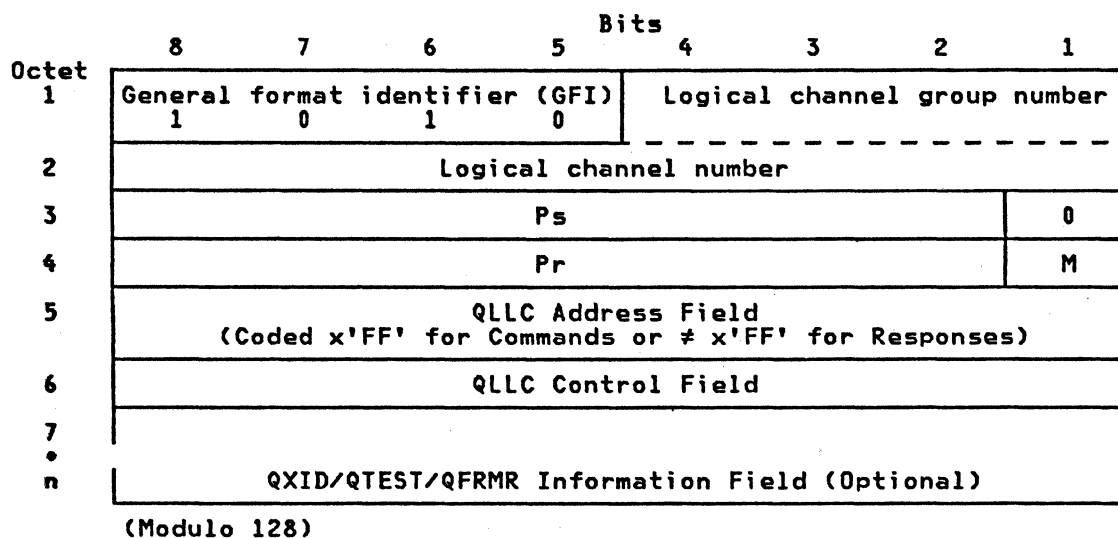 Bits
8 7 6 5 4 3 2 1
Octet
1 General format identifier (GFI) Logical channel group number
1 0 1 0
2 Logical channel number
3 Ps 0
4 Pr M
5 QLLC Address Field
(Coded x'FF' for Commands or ≠ x'FF' for Responses)
6 QLLC Control Field
7
•
n QXID/QTEST/QFRMR Information Field (Optional)
(Modulo 128)